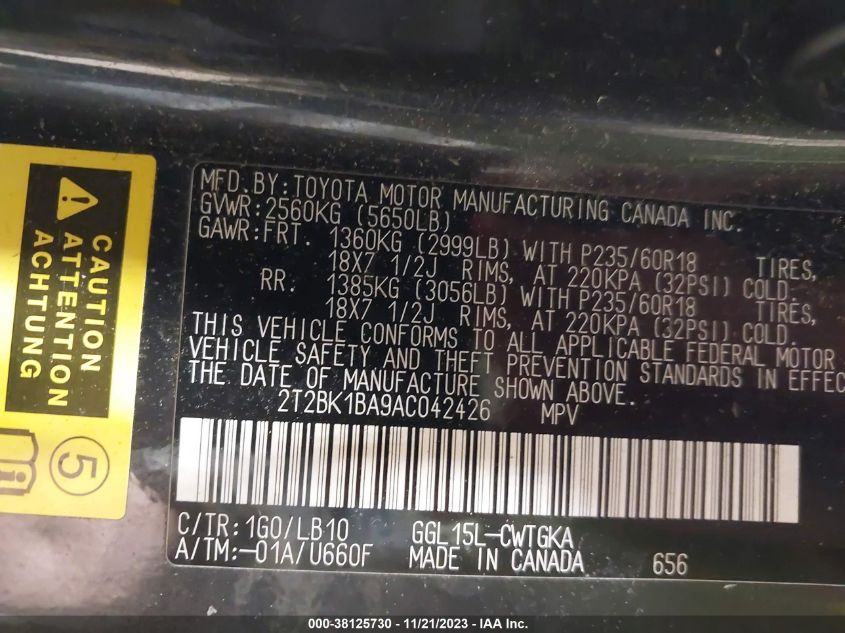 CAUTION
ATTENTION
ACHTUNG
5
MFD.BY:TOYOTA MOTOR MANUFACTURING CANADA INC.
GVWR:2560KG (5650LB)
GAWR:FRT. 1360KG (2999LB) WITH P235/60R18 TIRES,
18X7 1/2J RIMS, AT 220KPA (32PSI) COLD.
RR. 1385KG (3056LB) WITH P235/60R18 TIRES,
18X7 1/2J RIMS, AT 220KPA (32PSI) COLD.
THIS VEHICLE CONFORMS TO ALL APPLICABLE FEDERAL MOTOR
VEHICLE SAFETY AND THEFT PREVENTION STANDARDS IN EFFEC
THE DATE OF MANUFACTURE SHOWN ABOVE.
2T2BK1BA9AC042426 MPV
C/TR:1G0/LB10 GGL15L-CWTGKA
A/TM:-01A/U660F MADE IN CANADA 656
000-38125730 - 11/21/2023 - IAA Inc.